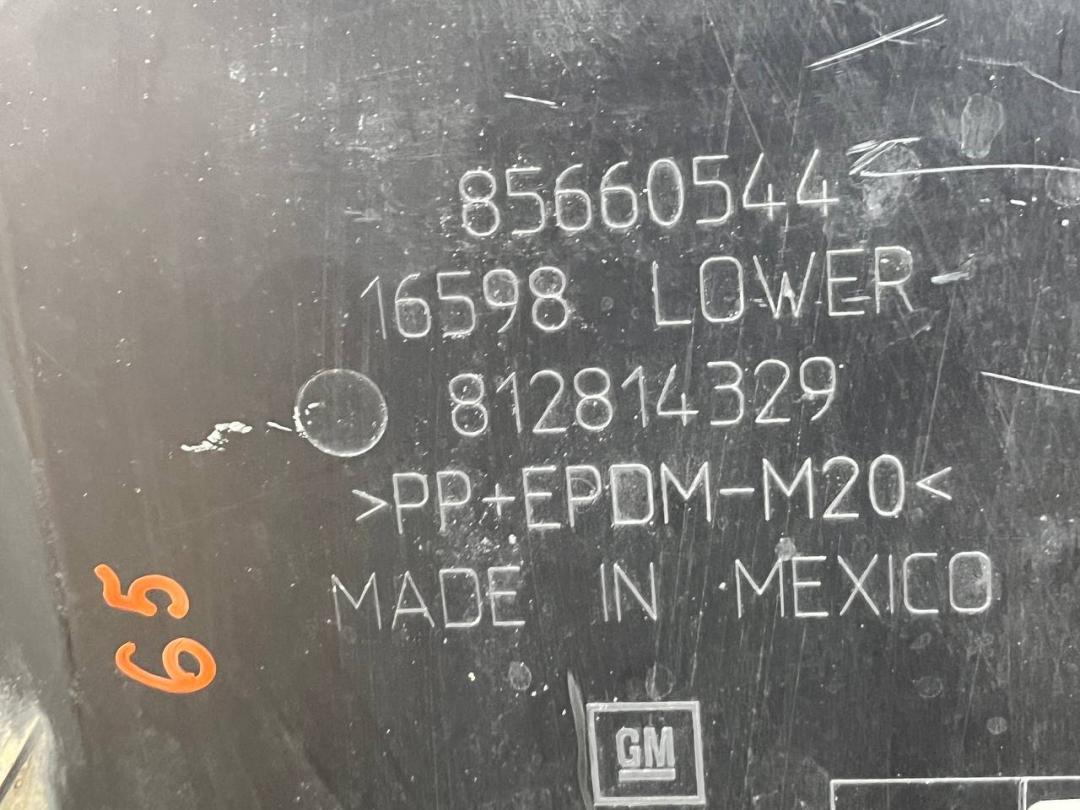 85660544
16598 LOWER
812814329
>PP+EPDM-M20<
MADE IN MEXICO
65
GM